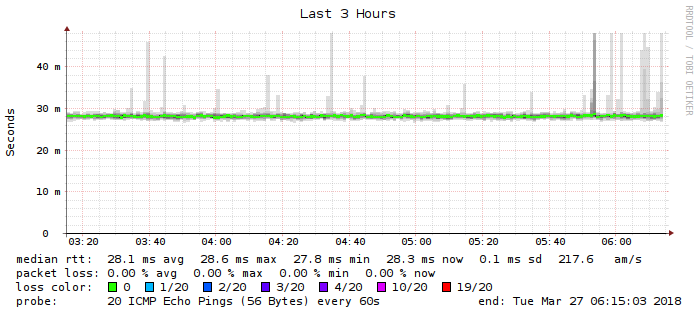 Last 3 Hours
RRDTOOL / TOBI OETIKER
Seconds
40 m
30 m
20 m
10 m
0
03:20 03:40 04:00 04:20 04:40 05:00 05:20 05:40 06:00
median rtt: 28.1 ms avg 28.6 ms max 27.8 ms min 28.3 ms now 0.1 ms sd 217.6 am/s
packet loss: 0.00 % avg 0.00 % max 0.00 % min 0.00 % now
loss color: 0 1/20 2/20 3/20 4/20 10/20 19/20
probe: 20 ICMP Echo Pings (56 Bytes) every 60s end: Tue Mar 27 06:15:03 2018